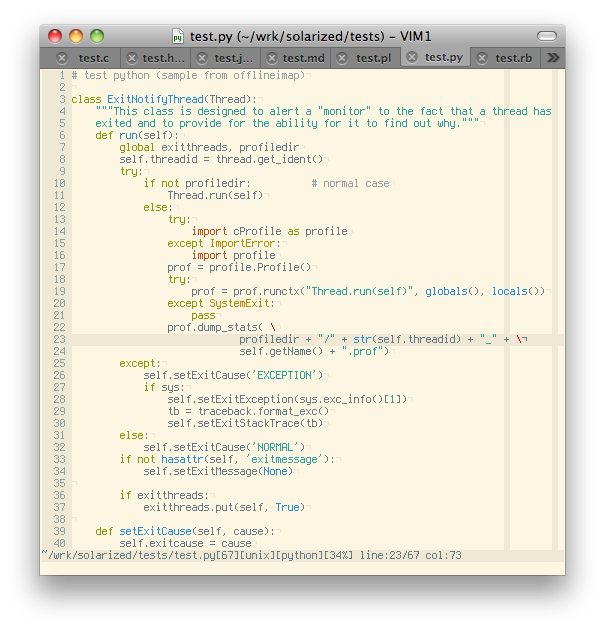 test.py (~/wrk/solarized/tests) – VIM1
test.c test.h... test.j... test.md test.pl test.py test.rb »
1 # test python (sample from offlineimap)
2
3 class ExitNotifyThread(Thread):
4     """This class is designed to alert a "monitor" to the fact that a thread has
5     exited and to provide for the ability for it to find out why."""
6     def run(self):
7         global exitthreads, profiledir
8         self.threadid = thread.get_ident()
9         try:
10             if not profiledir:          # normal case
11                 Thread.run(self)
12             else:
13                 try:
14                     import cProfile as profile
15                 except ImportError:
16                     import profile
17                 prof = profile.Profile()
18                 try:
19                     prof = prof.runctx("Thread.run(self)", globals(), locals())
20                 except SystemExit:
21                     pass
22                 prof.dump_stats( \
23                             profiledir + "/" + str(self.threadid) + "_" + \¬
24                             self.getName() + ".prof")
25         except:
26             self.setExitCause('EXCEPTION')
27             if sys:
28                 self.setExitException(sys.exc_info()[1])
29                 tb = traceback.format_exc()
30                 self.setExitStackTrace(tb)
31         else:
32             self.setExitCause('NORMAL')
33         if not hasattr(self, 'exitmessage'):
34             self.setExitMessage(None)
35
36         if exitthreads:
37             exitthreads.put(self, True)
38
39     def setExitCause(self, cause):
40         self.exitcause = cause
~/wrk/solarized/tests/test.py[67][unix][python][34%] line:23/67 col:73